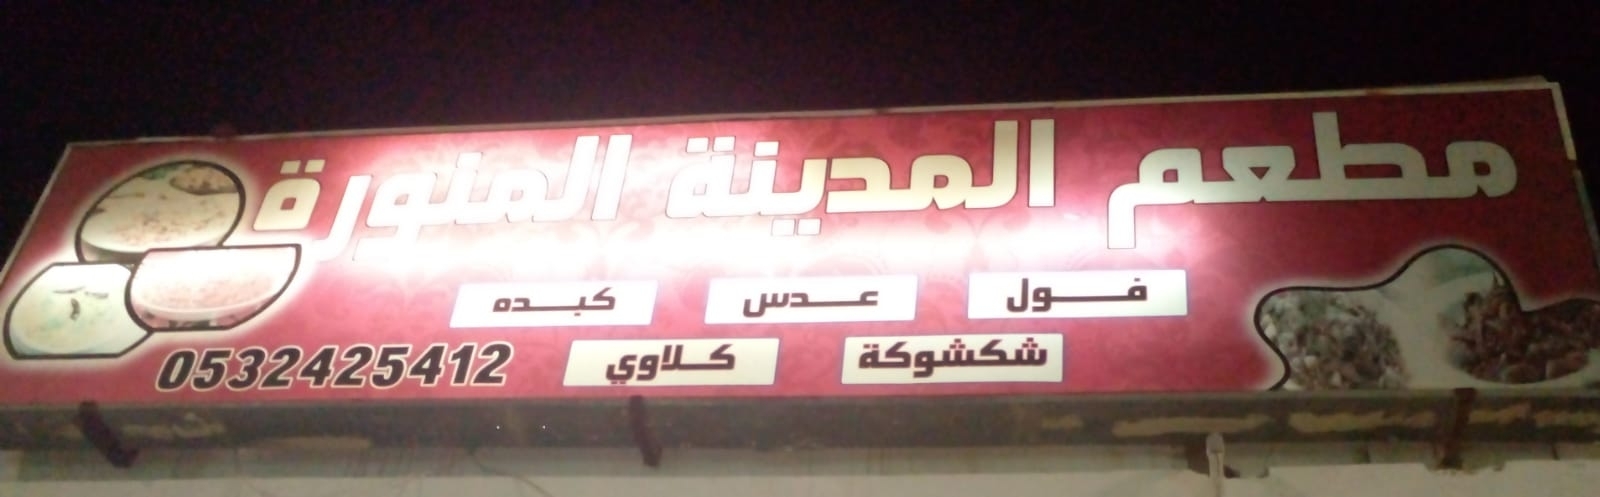 مطعم المدينة المنورة
فول عدس كبده
شكشوكة كلاوي 0532425412